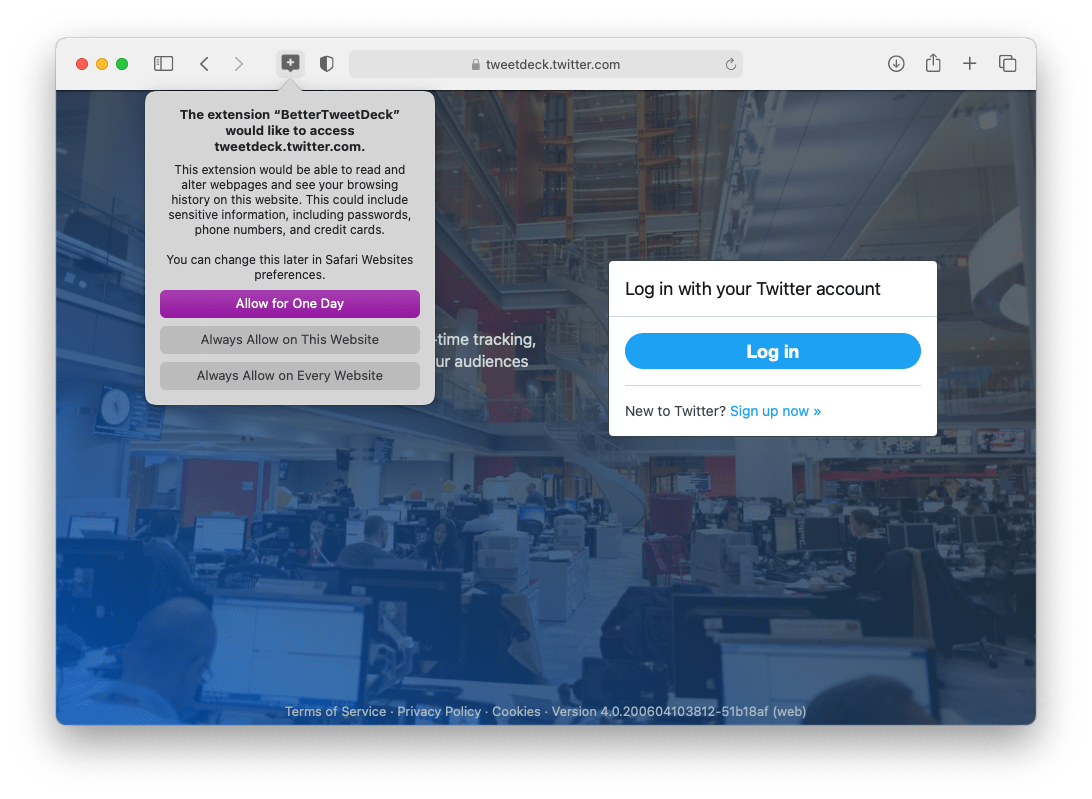 tweetdeck.twitter.com
The extension “BetterTweetDeck”
would like to access
tweetdeck.twitter.com.
This extension would be able to read and
alter webpages and see your browsing
history on this website. This could include
sensitive information, including passwords,
phone numbers, and credit cards.
You can change this later in Safari Websites
preferences.
Allow for One Day
Always Allow on This Website
Always Allow on Every Website
-time tracking,
ur audiences
Log in with your Twitter account
Log in
New to Twitter? Sign up now »
Terms of Service · Privacy Policy · Cookies · Version 4.0.200604103812-51b18af (web)